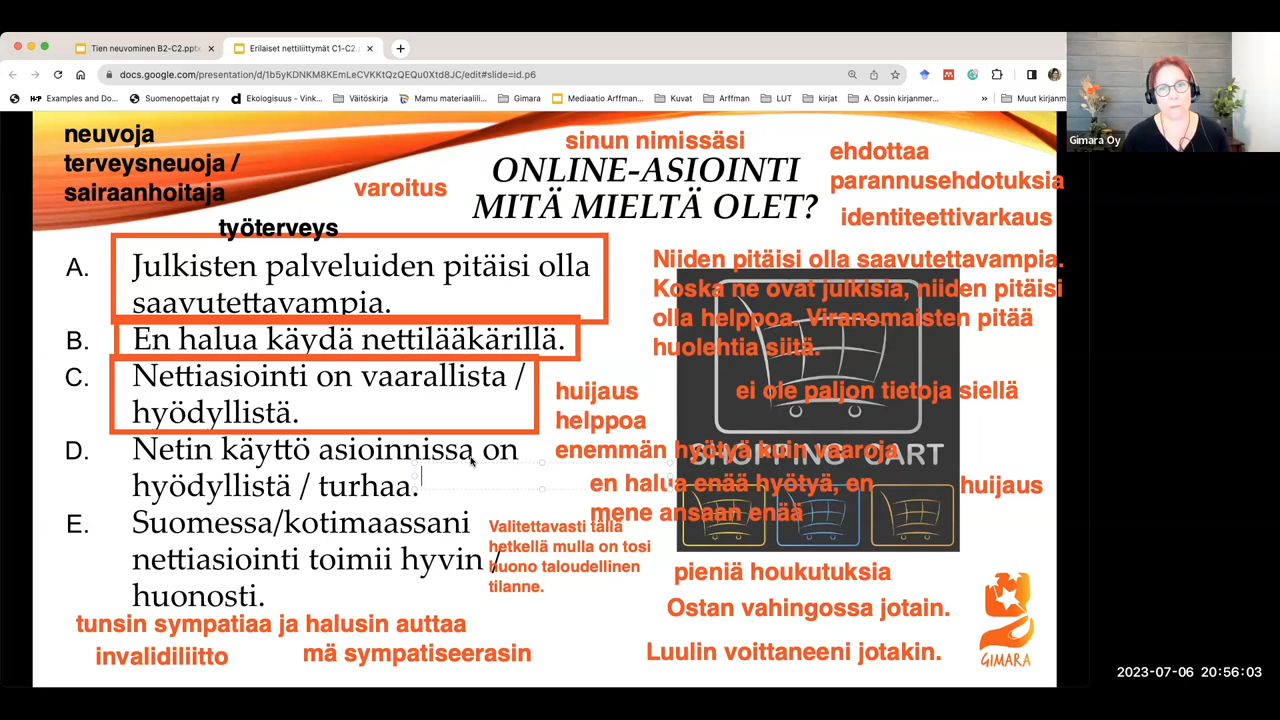 Tien neuvominen B2-C2.pptx
Erilaiset nettiliittymät C1-C2.
docs.google.com/presentation/d/1b5yKDNKM8KEmLeCVKKtQzQEQu0Xtd8JC/edit#slide=id.p6
Examples and Do...
Suomenopettajat ry
Ekologisuus - Vink...
Väitöskirja
Mamu materiaalili...
Gimara
Mediaatio Arffman...
Kuvat
Arffman
LUT
kirjat
A. Ossin kirjanmer...
»
Muut kirjanm
Gimara Oy
neuvoja
terveysneuoja /
sairaanhoitaja
työterveys
varoitus
sinun nimissäsi
ONLINE-ASIOINTI
MITÄ MIELTÄ OLET?
ehdottaa
parannusehdotuksia
identiteettivarkaus
A. Julkisten palveluiden pitäisi olla
saavutettavampia.
B. En halua käydä nettilääkärillä.
C. Nettiasiointi on vaarallista /
hyödyllistä.
D. Netin käyttö asioinnissa on
hyödyllistä / turhaa.
E. Suomessa/kotimaassani
nettiasiointi toimii hyvin /
huonosti.
Niiden pitäisi olla saavutettavampia.
Koska ne ovat julkisia, niiden pitäisi
olla helppoa. Viranomaisten pitää
huolehtia siitä.
huijaus
helppoa
ei ole paljon tietoja siellä
enemmän hyötyä kuin vaaroja
SHOPPING CART
en halua enää hyötyä, en
mene ansaan enää
huijaus
Valitettavasti tällä
hetkellä mulla on tosi
huono taloudellinen
tilanne.
pieniä houkutuksia
Ostan vahingossa jotain.
Luulin voittaneeni jotakin.
tunsin sympatiaa ja halusin auttaa
invalidiliitto
mä sympatiseerasin
GIMARA
2023-07-06 20:56:03